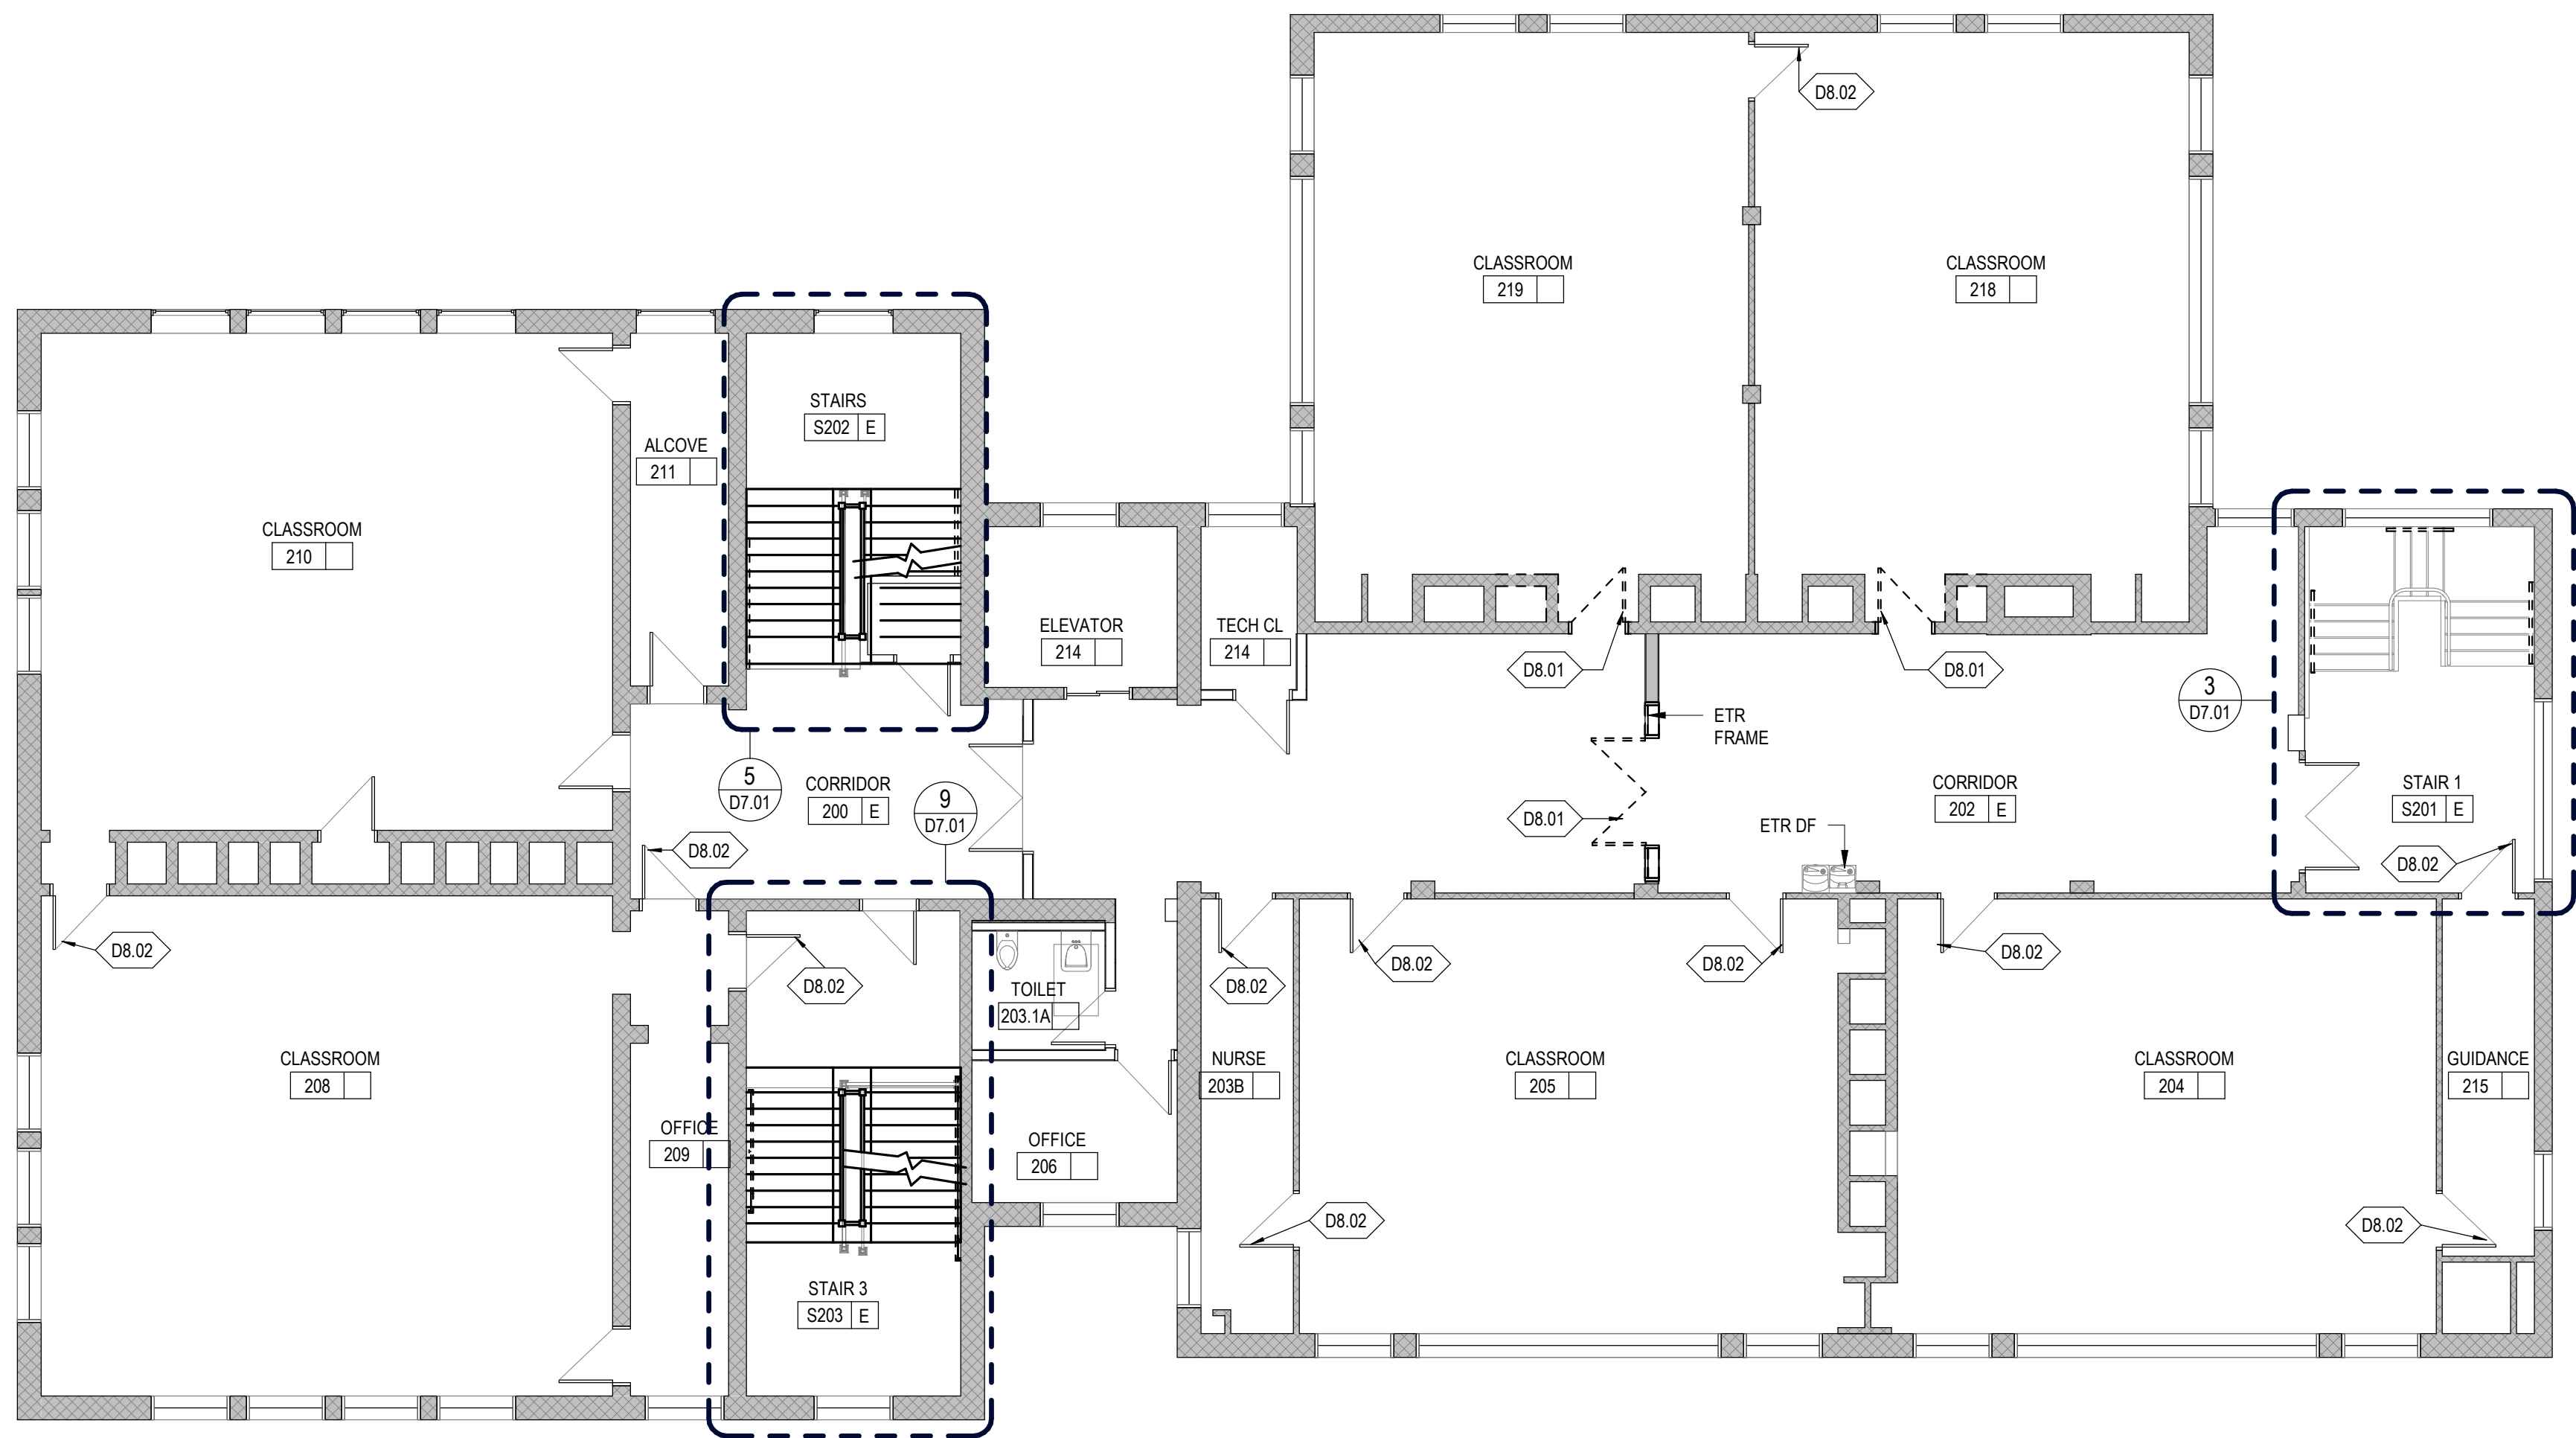 D8.02
CLASSROOM
219
CLASSROOM
218
STAIRS
S202 E
ALCOVE
211
CLASSROOM
210
ELEVATOR
214
TECH CL
214
D8.01
D8.01
ETR
FRAME
3
D7.01
5
D7.01
CORRIDOR
200 E
9
D7.01
D8.01
ETR DF
CORRIDOR
202 E
STAIR 1
S201 E
D8.02
D8.02
D8.02
D8.02
D8.02
D8.02
D8.02
D8.02
TOILET
203.1A
CLASSROOM
208
NURSE
203B
CLASSROOM
205
CLASSROOM
204
GUIDANCE
215
OFFICE
209
OFFICE
206
D8.02
D8.02
STAIR 3
S203 E